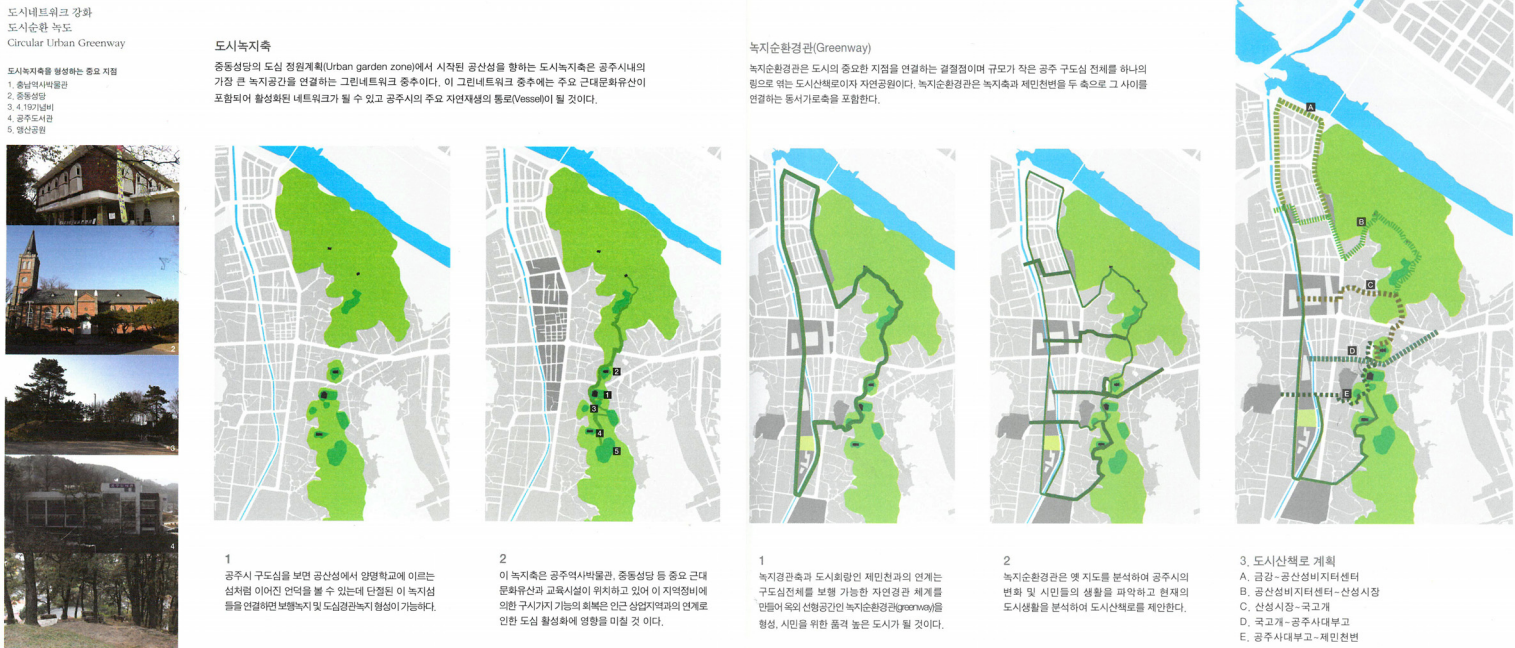 도시네트워크 강화
도시순환 녹도
Circular Urban Greenway
도시녹지축을 형성하는 중요 지점
1. 충남역사박물관
2. 중동성당
3. 4.19기념비
4. 공주도서관
5. 앵산공원
1
2
3
4
도시녹지축
중동성당의 도심 정원계획(Urban garden zone)에서 시작된 공산성을 향하는 도시녹지축은 공주시내의
가장 큰 녹지공간을 연결하는 그린네트워크 중추이다. 이 그린네트워크 중추에는 주요 근대문화유산이
포함되어 활성화된 네트워크가 될 수 있고 공주시의 주요 자연재생의 통로(Vessel)이 될 것이다.
2
1
3
4
5
1
공주시 구도심을 보면 공산성에서 양명학교에 이르는
섬처럼 이어진 언덕을 볼 수 있는데 단절된 이 녹지섬
들을 연결하면 보행녹지 및 도심경관녹지 형성이 가능하다.
2
이 녹지축은 공주역사박물관, 중동성당 등 중요 근대
문화유산과 교육시설이 위치하고 있어 이 지역정비에
의한 구시가지 기능의 회복은 인근 상업지역과의 연계로
인한 도심 활성화에 영향을 미칠 것 이다.
녹지순환경관(Greenway)
녹지순환경관은 도시의 중요한 지점을 연결하는 결절점이며 규모가 작은 공주 구도심 전체를 하나의
링으로 엮는 도시산책로이자 자연공원이다. 녹지순환경관은 녹지축과 제민천변을 두 축으로 그 사이를
연결하는 동서가로축을 포함한다.
1
녹지경관축과 도시회랑인 제민천과의 연계는
구도심전체를 보행 가능한 자연경관 체계를
만들어 옥외 선형공간인 녹지순환경관(greenway)을
형성, 시민을 위한 품격 높은 도시가 될 것이다.
2
녹지순환경관은 옛 지도를 분석하여 공주시의
변화 및 시민들의 생활을 파악하고 현재의
도시생활을 분석하여 도시산책로를 제안한다.
A
B
C
D
E
3. 도시산책로 계획
A. 금강~공산성비지터센터
B. 공산성비지터센터~산성시장
C. 산성시장~국고개
D. 국고개~공주사대부고
E. 공주사대부고~제민천변